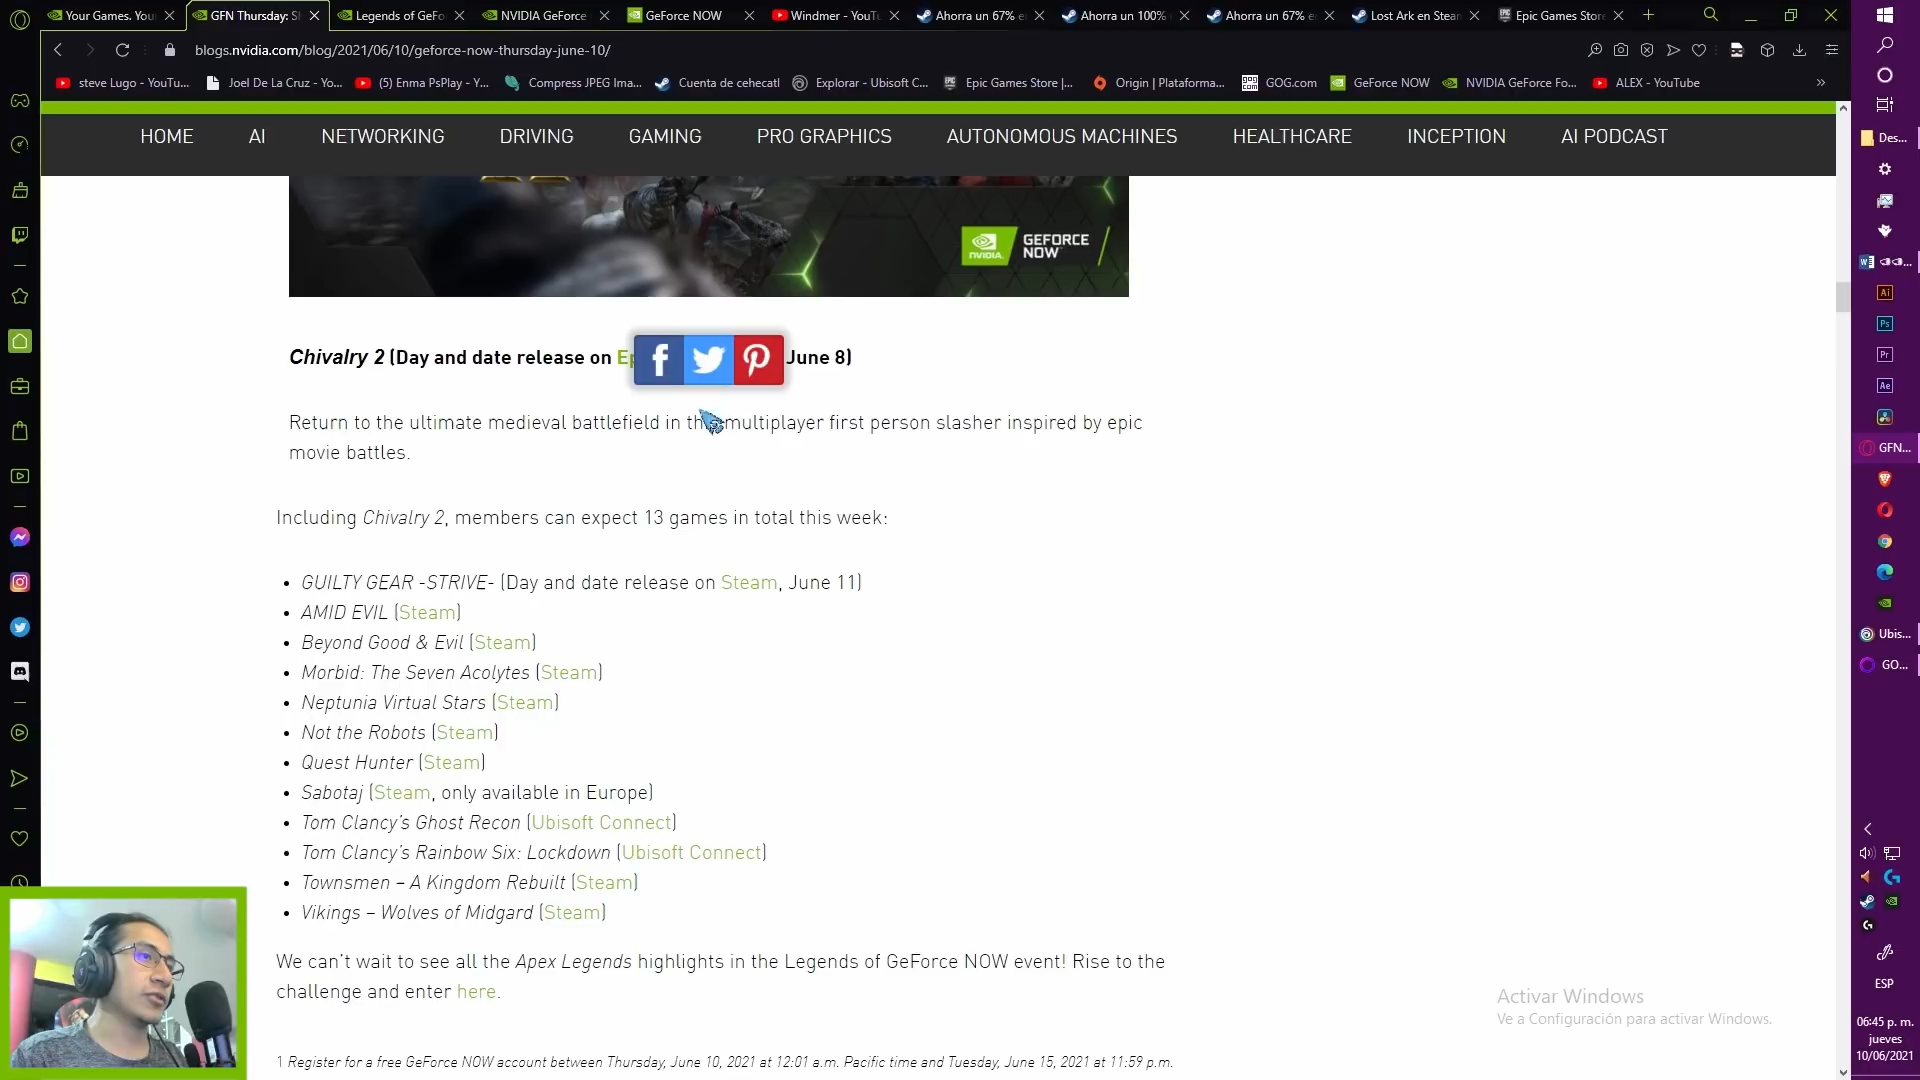 Your Games. You
GFN Thursday: S
Legends of GeFo
NVIDIA GeForce
GeForce NOW
Windmer - YouTu
Ahorra un 67% e
Ahorra un 100%
Ahorra un 67% e
Lost Ark en Steam
Epic Games Store
blogs.nvidia.com/blog/2021/06/10/geforce-now-thursday-june-10/
steve Lugo - YouTu...
Joel De La Cruz - Yo...
(5) Enma PsPlay - Y...
Compress JPEG Ima...
Cuenta de cehecatl
Explorar - Ubisoft C...
Epic Games Store |...
Origin | Plataforma...
GOG.com
GeForce NOW
NVIDIA GeForce Fo...
ALEX - YouTube
HOME
AI
NETWORKING
DRIVING
GAMING
PRO GRAPHICS
AUTONOMOUS MACHINES
HEALTHCARE
INCEPTION
AI PODCAST
NVIDIA.
GEFORCE
NOW
Chivalry 2 (Day and date release on Ep June 8)
Return to the ultimate medieval battlefield in this multiplayer first person slasher inspired by epic
movie battles.
Including Chivalry 2, members can expect 13 games in total this week:
• GUILTY GEAR -STRIVE- (Day and date release on Steam, June 11)
• AMID EVIL (Steam)
• Beyond Good & Evil (Steam)
• Morbid: The Seven Acolytes (Steam)
• Neptunia Virtual Stars (Steam)
• Not the Robots (Steam)
• Quest Hunter (Steam)
• Sabotaj (Steam, only available in Europe)
• Tom Clancy's Ghost Recon (Ubisoft Connect)
• Tom Clancy's Rainbow Six: Lockdown (Ubisoft Connect)
• Townsmen – A Kingdom Rebuilt (Steam)
• Vikings – Wolves of Midgard (Steam)
We can't wait to see all the Apex Legends highlights in the Legends of GeForce NOW event! Rise to the
challenge and enter here.
1 Register for a free GeForce NOW account between Thursday, June 10, 2021 at 12:01 a.m. Pacific time and Tuesday, June 15, 2021 at 11:59 p.m.
Activar Windows
Ve a Configuración para activar Windows.
Des...
Ai
Ps
Pr
Ae
GFN...
Ubis...
GO...
ESP
06:45 p. m.
jueves
10/06/2021